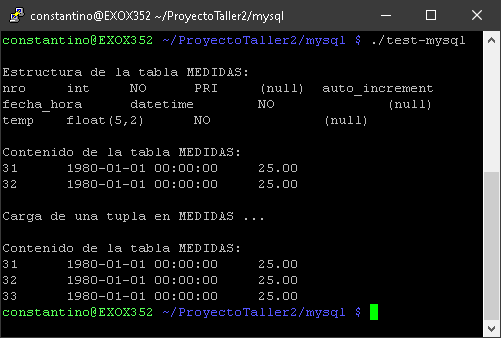 constantino@EXOX352:~/ProyectoTaller2/mysql
constantino@EXOX352 ~/ProyectoTaller2/mysql $ ./test-mysql
Estructura de la tabla MEDIDAS:
nro int NO PRI (null) auto_increment
fecha_hora datetime NO (null)
temp float(5,2) NO (null)
Contenido de la tabla MEDIDAS:
31 1980-01-01 00:00:00 25.00
32 1980-01-01 00:00:00 25.00
Carga de una tupla en MEDIDAS ...
Contenido de la tabla MEDIDAS:
31 1980-01-01 00:00:00 25.00
32 1980-01-01 00:00:00 25.00
33 1980-01-01 00:00:00 25.00
constantino@EXOX352 ~/ProyectoTaller2/mysql $